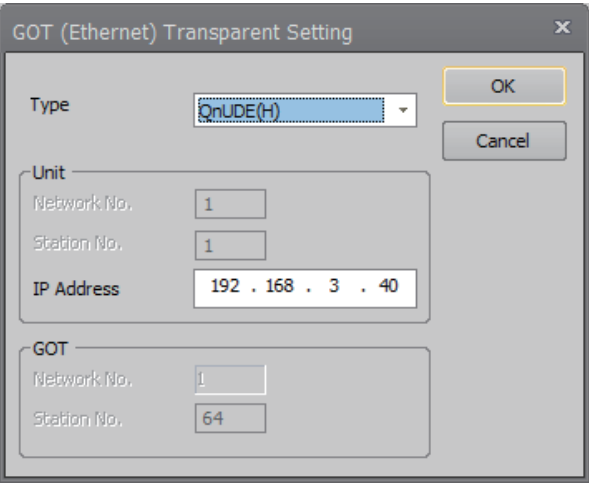 GOT (Ethernet) Transparent Setting
Type
QnUDE(H)
OK
Cancel
Unit
Network No.
1
Station No.
1
IP Address
192 . 168 . 3 . 40
GOT
Network No.
1
Station No.
64